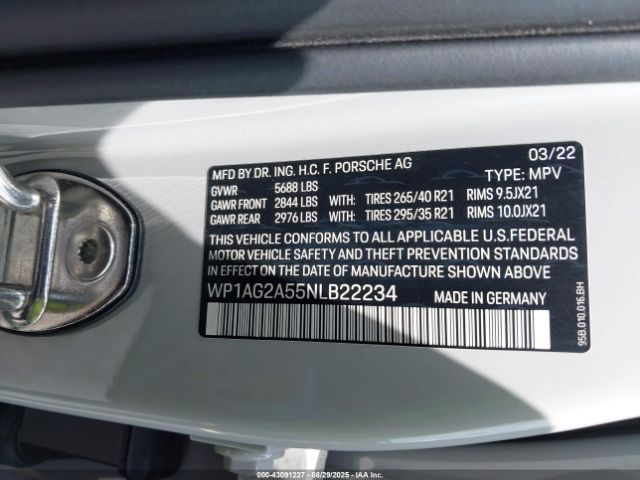 MFD BY DR. ING. H.C. F. PORSCHE AG 03/22
GVWR 5688 LBS TYPE: MPV
GAWR FRONT 2844 LBS WITH: TIRES 265/40 R21 RIMS 9.5JX21
GAWR REAR 2976 LBS WITH: TIRES 295/35 R21 RIMS 10.0JX21
THIS VEHICLE CONFORMS TO ALL APPLICABLE U.S.FEDERAL
MOTOR VEHICLE SAFETY AND THEFT PREVENTION STANDARDS
IN EFFECT ON THE DATE OF MANUFACTURE SHOWN ABOVE
WP1AG2A55NLB22234 MADE IN GERMANY
95B.010.016.BH
000-43091227 - 08/29/2025 - IAAI.COM